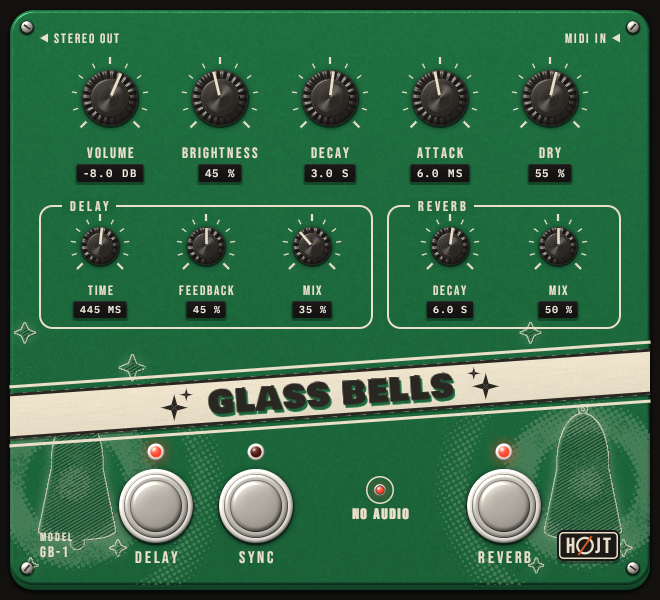 STEREO OUT
MIDI IN
VOLUME BRIGHTNESS DECAY ATTACK DRY
-8.0 DB 45 % 3.0 S 6.0 MS 55 %
DELAY REVERB
TIME FEEDBACK MIX DECAY MIX
445 MS 45 % 35 % 6.0 S 50 %
GLASS BELLS
NO AUDIO
MODEL
GB-1
DELAY SYNC REVERB
HØJT